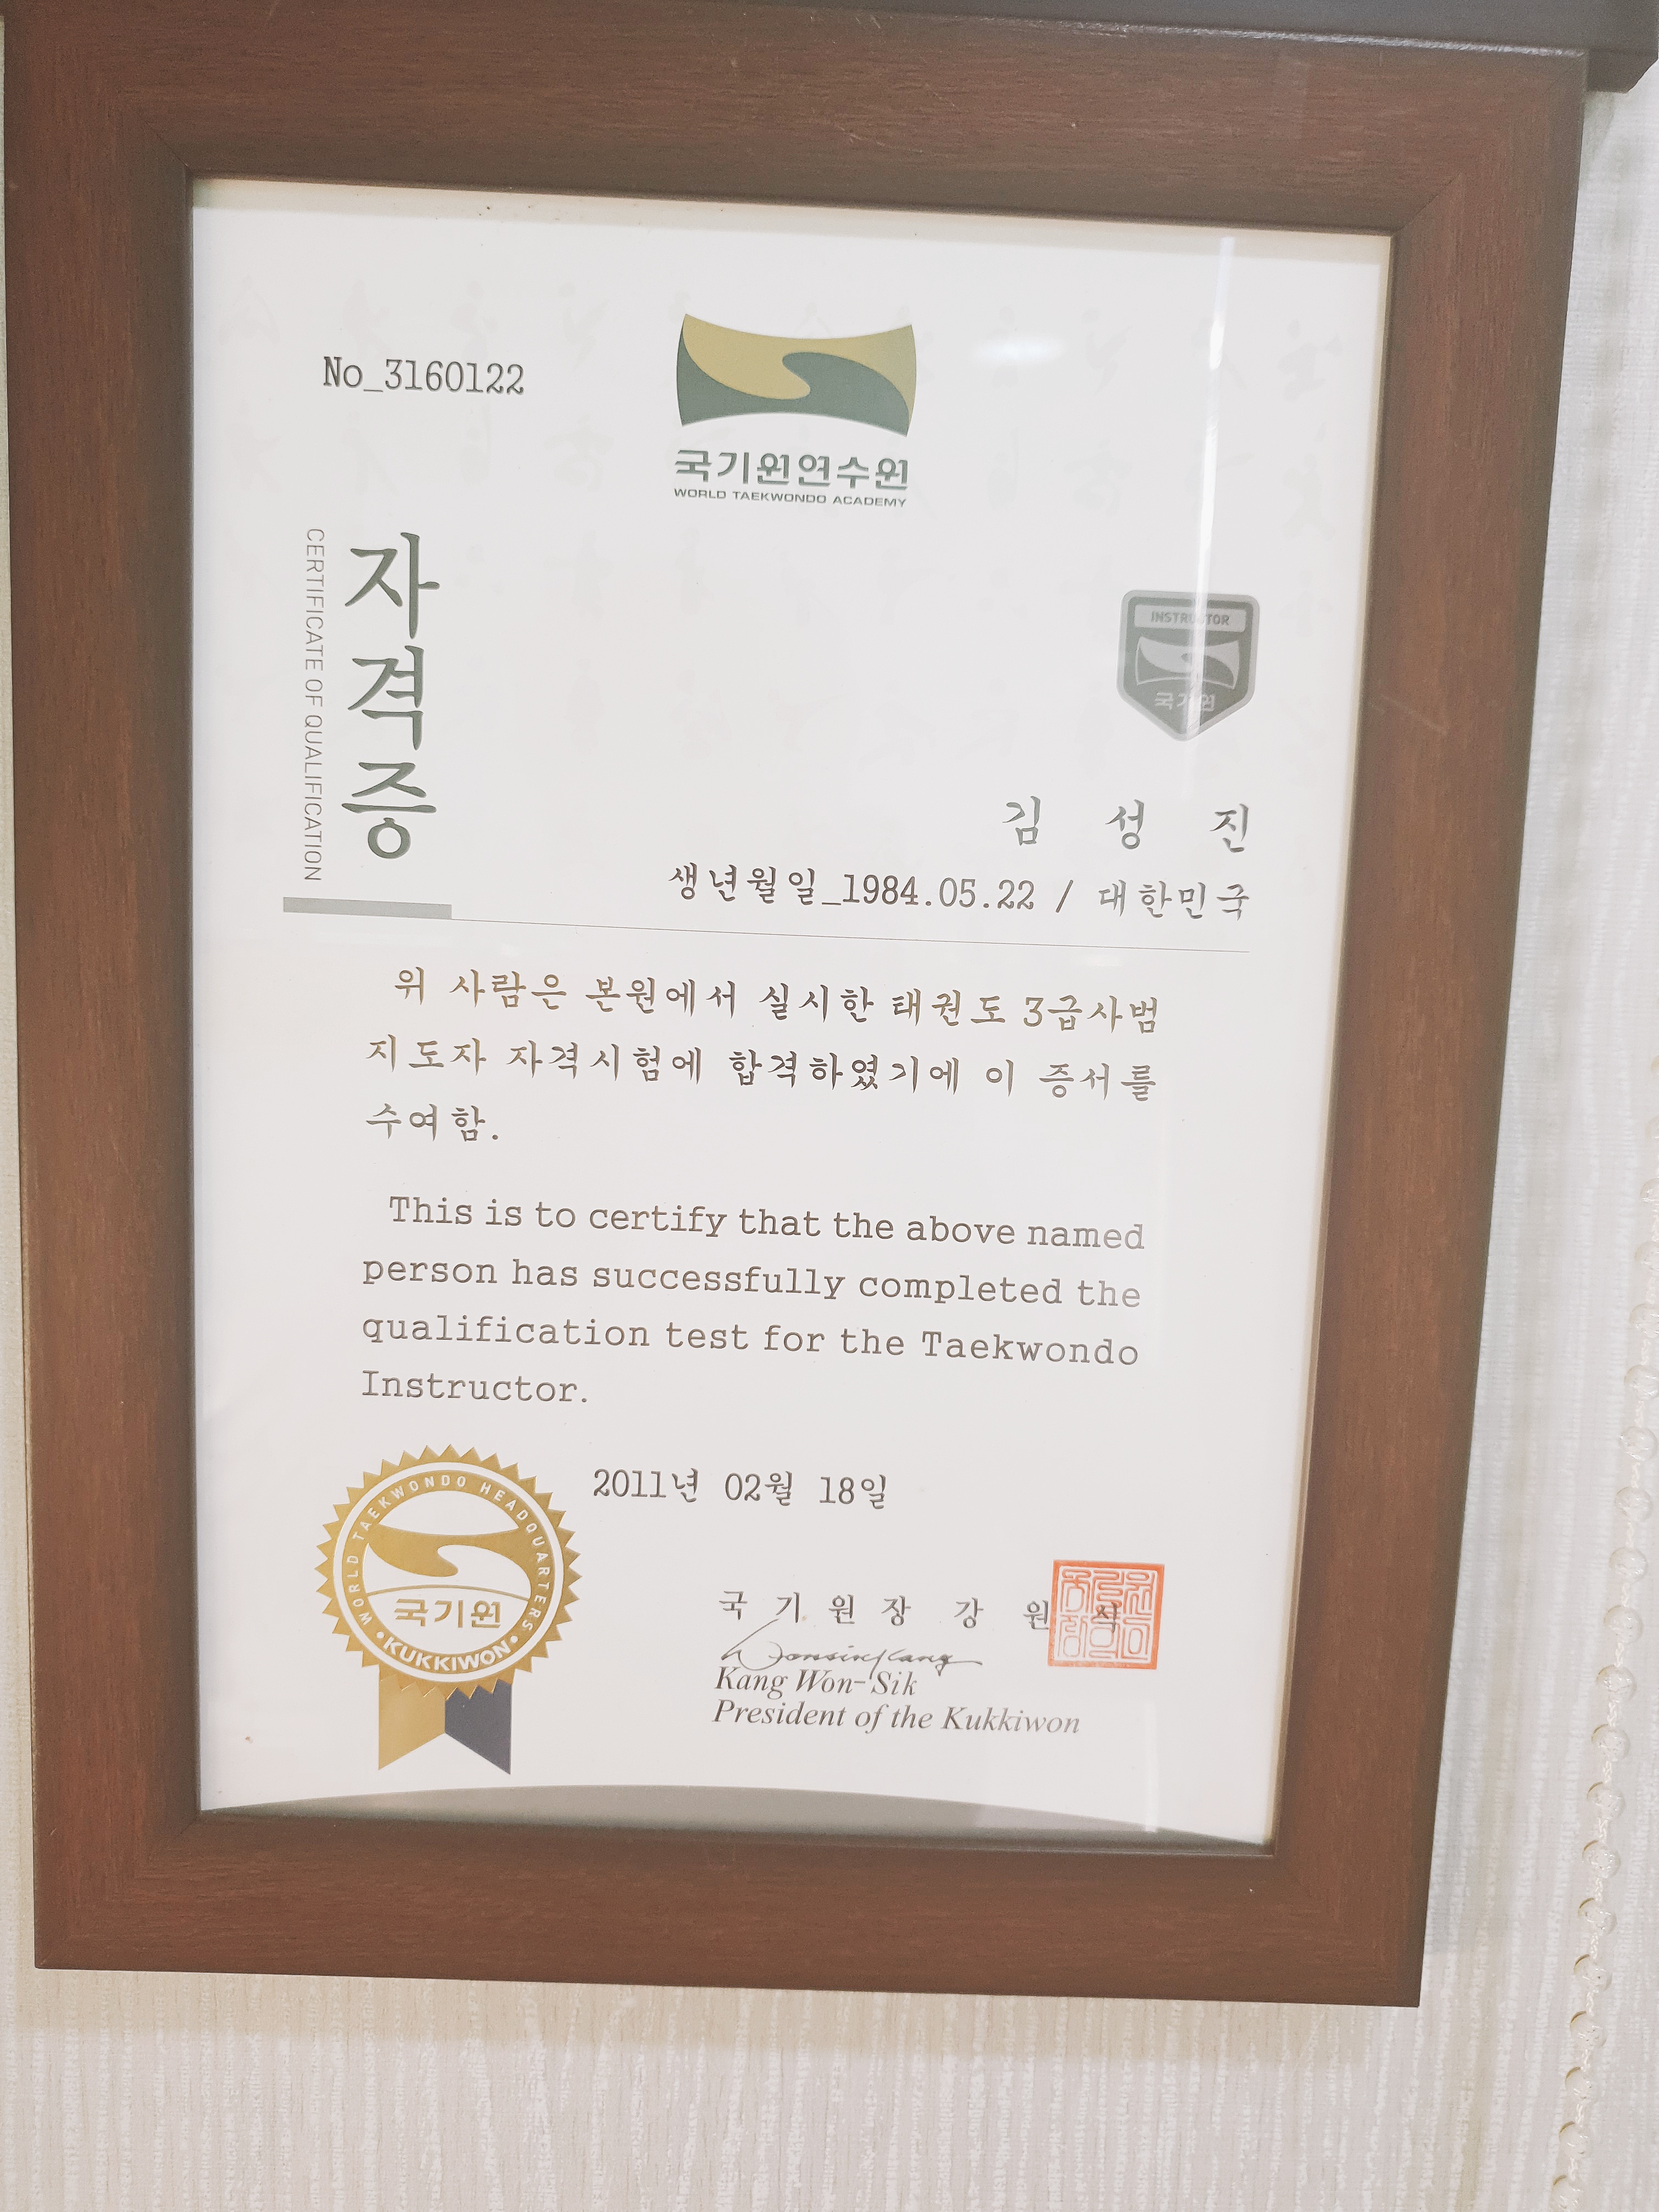 No_3160122
국기원연수원
WORLD TAEKWONDO ACADEMY
자격증
CERTIFICATE OF QUALIFICATION
INSTRUCTOR
국기원
김 성 진
생년월일_1984.05.22 / 대한민국
위 사람은 본원에서 실시한 태권도 3급사범
지도자 자격시험에 합격하였기에 이 증서를
수여함.
This is to certify that the above named
person has successfully completed the
qualification test for the Taekwondo
Instructor.
2011년 02월 18일
WORLD TAEKWONDO HEADQUARTERS
국기원
•KUKKIWON•
국 기 원 장 강 원 식
Kang Won-Sik
President of the Kukkiwon